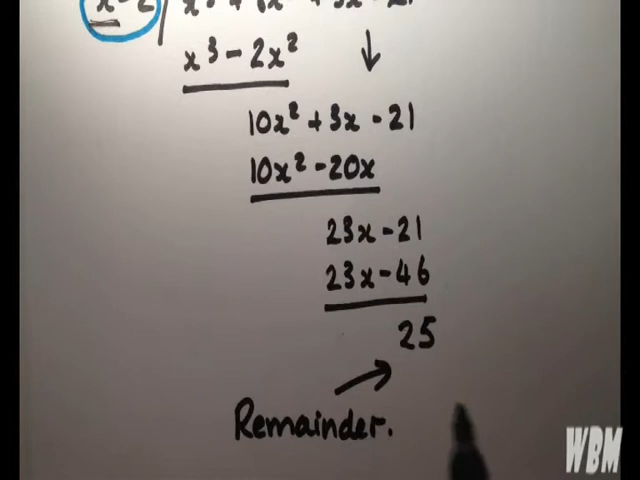 x³ - 2x²
10x² + 3x - 21
10x² - 20x
23x - 21
23x - 46
25
Remainder.
WBM